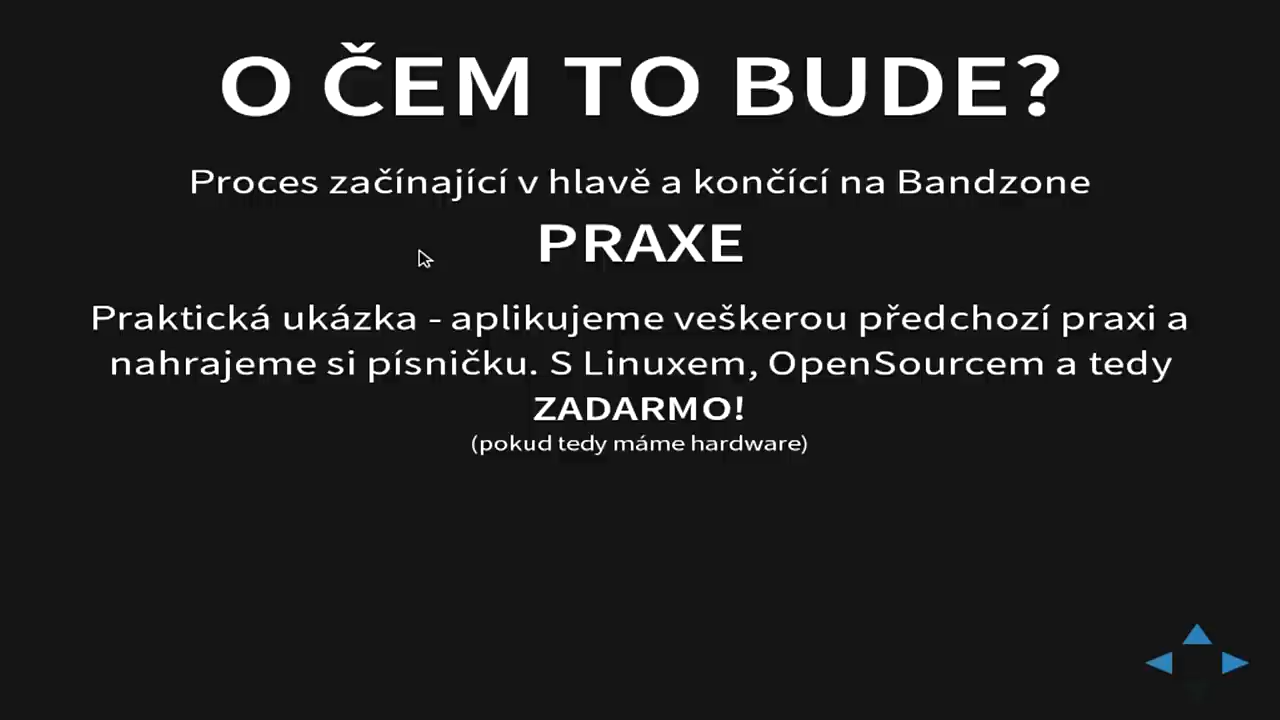 O ČEM TO BUDE?
Proces začínající v hlavě a končící na Bandzone
PRAXE
Praktická ukázka - aplikujeme veškerou předchozí praxi a
nahrajeme si písničku. S Linuxem, OpenSourcem a tedy
ZADARMO!
(pokud tedy máme hardware)